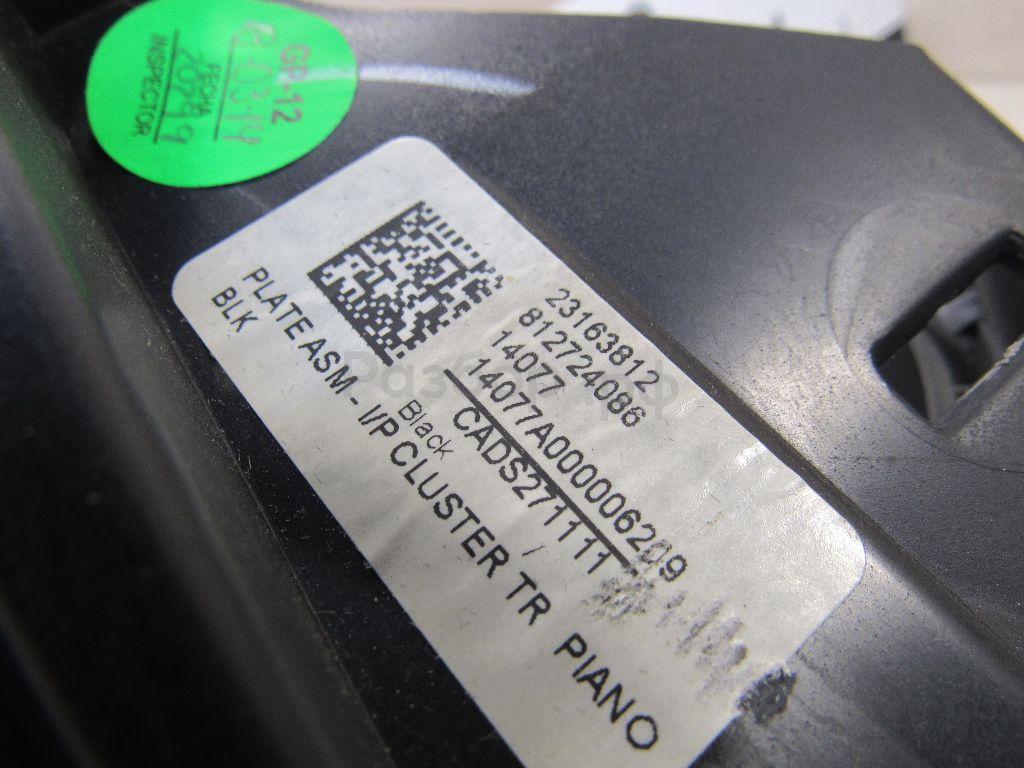 GP-12
FECHA
INSPECTOR
23163812
812724086
14077
14077A000006209
CADS271111
Black
PLATE ASM - I/P CLUSTER TR PIANO
BLK